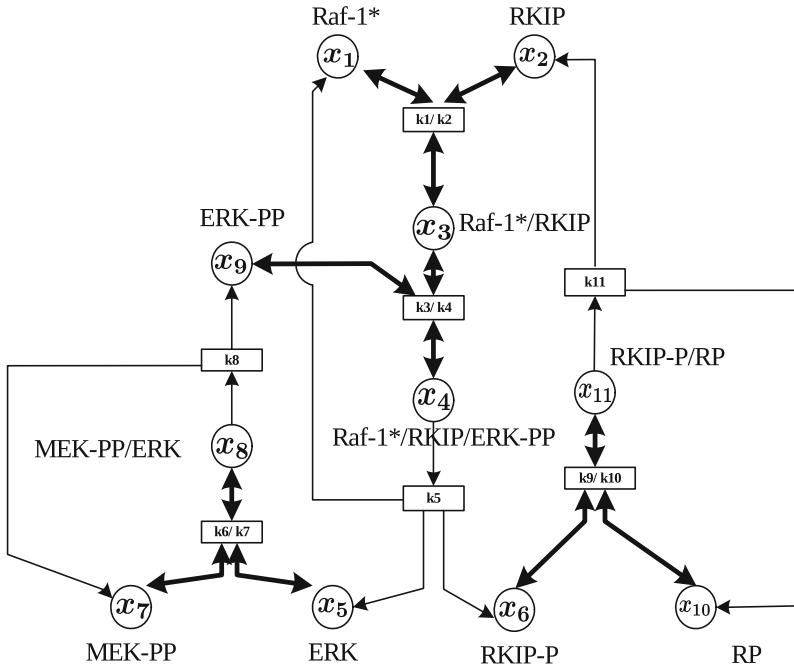 Raf-1* RKIP
x1 x2
k1/ k2
ERK-PP
x3 Raf-1*/RKIP
x9
k11
k3/ k4
k8 RKIP-P/RP
x4 x11
Raf-1*/RKIP/ERK-PP
MEK-PP/ERK x8
k9/ k10
k5
k6/ k7
x7 x5 x6 x10
MEK-PP ERK RKIP-P RP